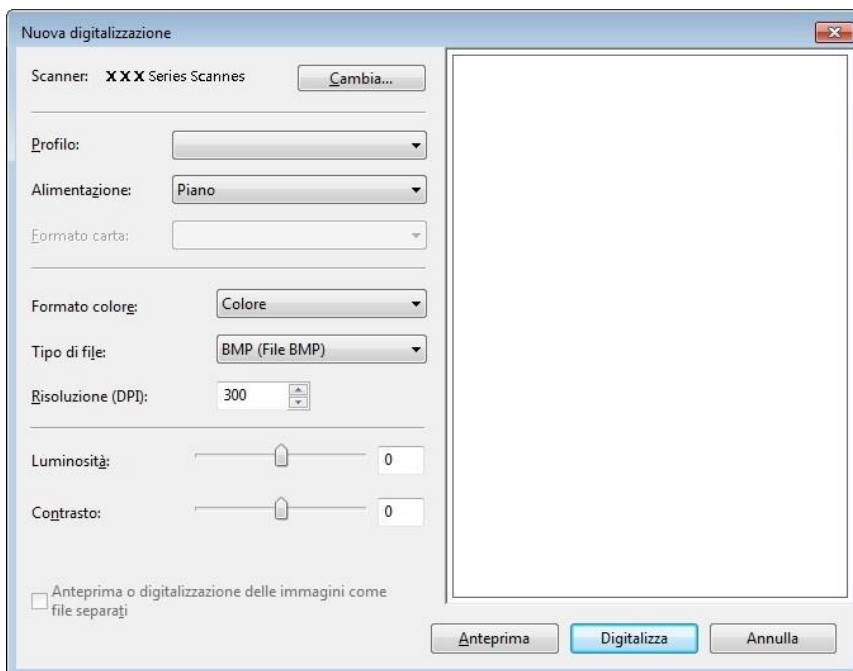 Nuova digitalizzazione
Scanner: XXX Series Scannes Cambia...
Profilo:
Alimentazione: Piano
Formato carta:
Formato colore: Colore
Tipo di file: BMP (File BMP)
Risoluzione (DPI): 300
Luminosità: 0
Contrasto: 0
Anteprima o digitalizzazione delle immagini come
file separati
Anteprima Digitalizza Annulla